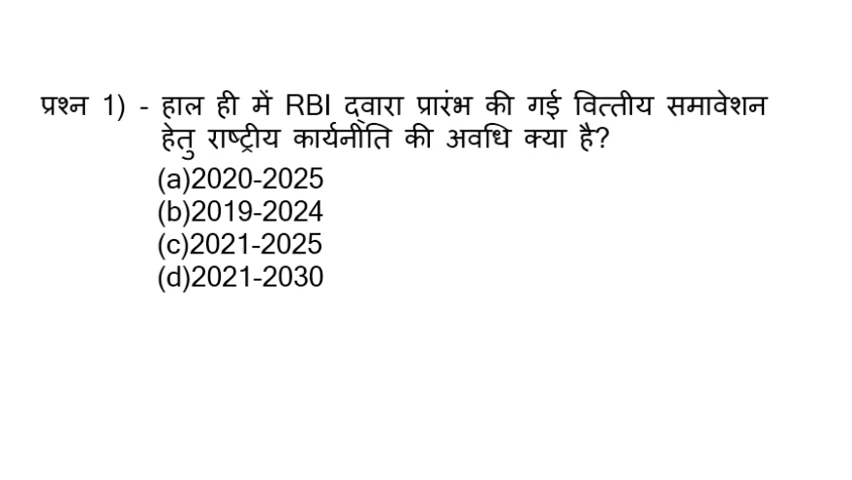 प्रश्न 1) - हाल ही में RBI द्वारा प्रारंभ की गई वित्तीय समावेशन
हेतु राष्ट्रीय कार्यनीति की अवधि क्या है?
(a)2020-2025
(b)2019-2024
(c)2021-2025
(d)2021-2030